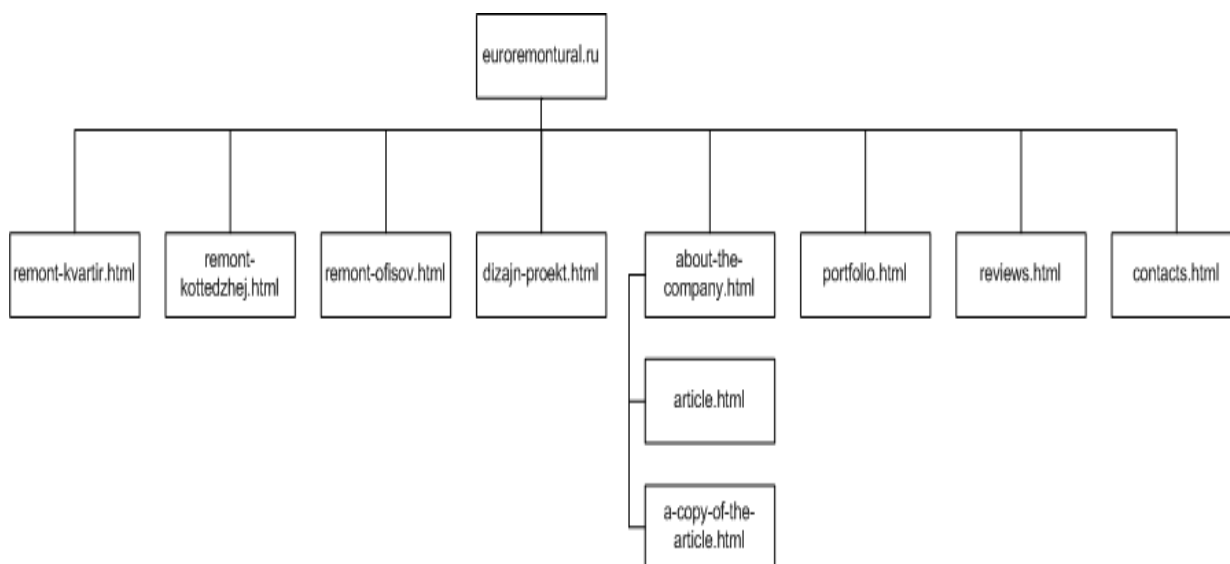 euroremontural.ru
remont-kvartir.html
remont-
kottedzhej.html
remont-ofisov.html
dizajn-proekt.html
about-the-
company.html
portfolio.html
reviews.html
contacts.html
article.html
a-copy-of-the-
article.html